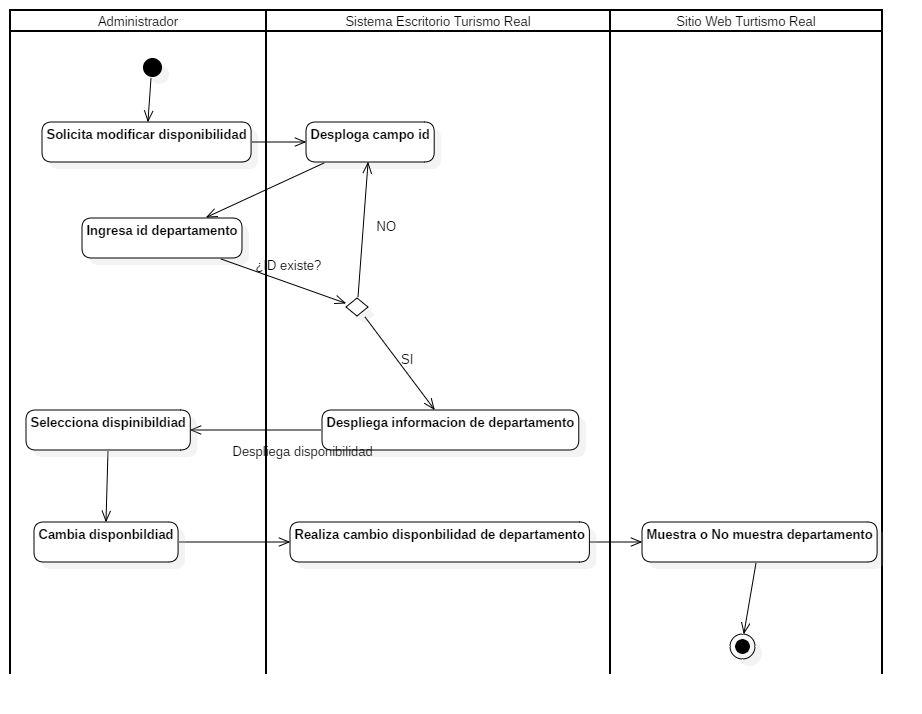 Administrador
Sistema Escritorio Turismo Real
Sitio Web Turtismo Real
Solicita modificar disponibilidad
Desploga campo id
Ingresa id departamento
NO
¿ID existe?
SI
Selecciona dispinibildiad
Despliega informacion de departamento
Despliega disponibilidad
Cambia disponbildiad
Realiza cambio disponbilidad de departamento
Muestra o No muestra departamento